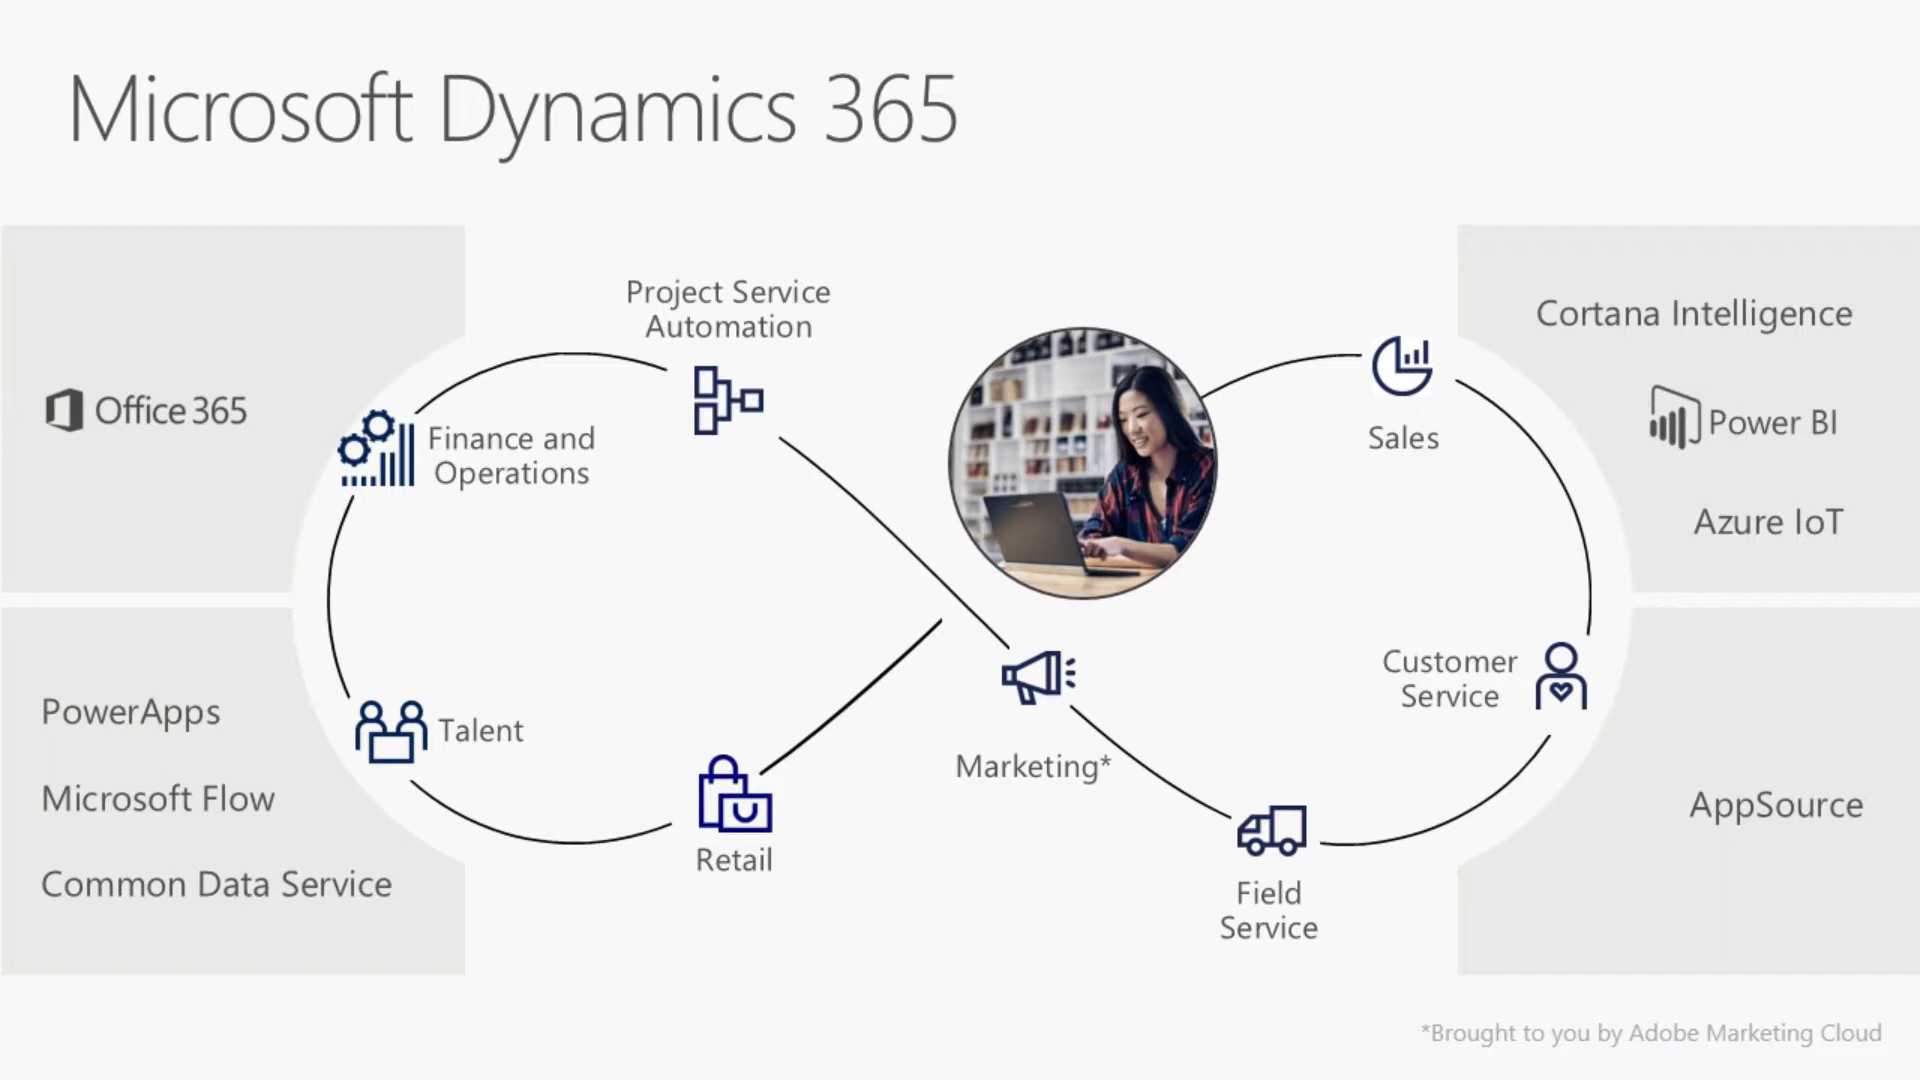 Microsoft Dynamics 365
Project Service
Automation
Cortana Intelligence
Office 365
Finance and
Operations
Sales
Power BI
Azure IoT
Customer
Service
PowerApps
Talent
Marketing*
Microsoft Flow
AppSource
Retail
Common Data Service
Field
Service
*Brought to you by Adobe Marketing Cloud